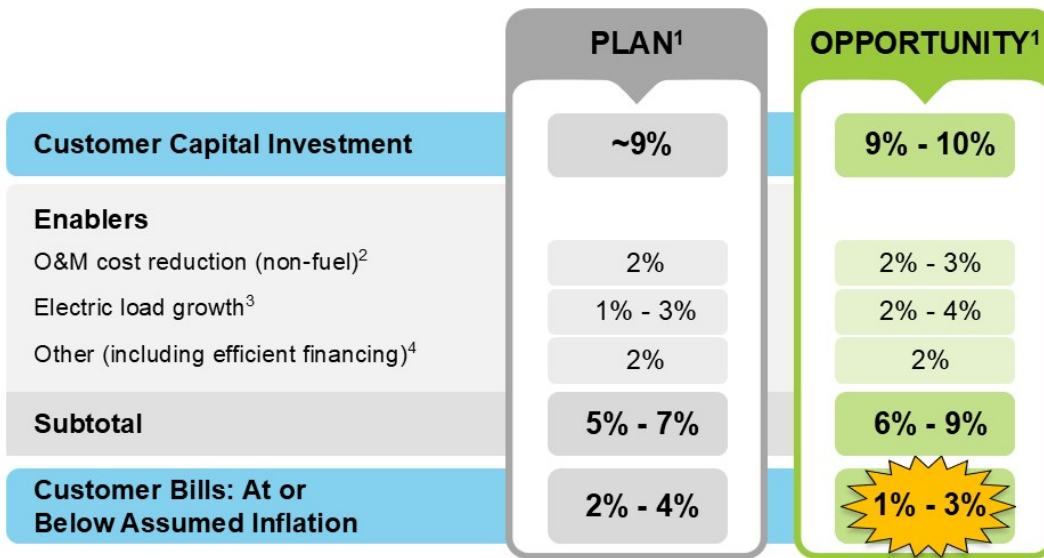 PLAN¹ OPPORTUNITY¹
Customer Capital Investment ~9% 9% - 10%
Enablers
O&M cost reduction (non-fuel)² 2% 2% - 3%
Electric load growth³ 1% - 3% 2% - 4%
Other (including efficient financing)⁴ 2% 2%
Subtotal 5% - 7% 6% - 9%
Customer Bills: At or
Below Assumed Inflation 2% - 4% 1% - 3%